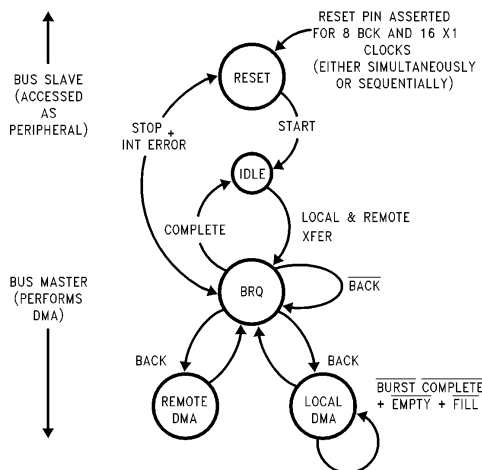 RESET PIN ASSERTED
FOR 8 BCK AND 16 X1
CLOCKS
(EITHER SIMULTANEOUSLY
OR SEQUENTIALLY)
BUS SLAVE
(ACCESSED
AS
PERIPHERAL)
RESET
STOP +
INT ERROR
START
IDLE
COMPLETE
LOCAL & REMOTE
XFER
BUS MASTER
(PERFORMS
DMA)
BRQ
BACK
BACK
BACK
REMOTE
DMA
LOCAL
DMA
BURST COMPLETE
+ EMPTY + FILL